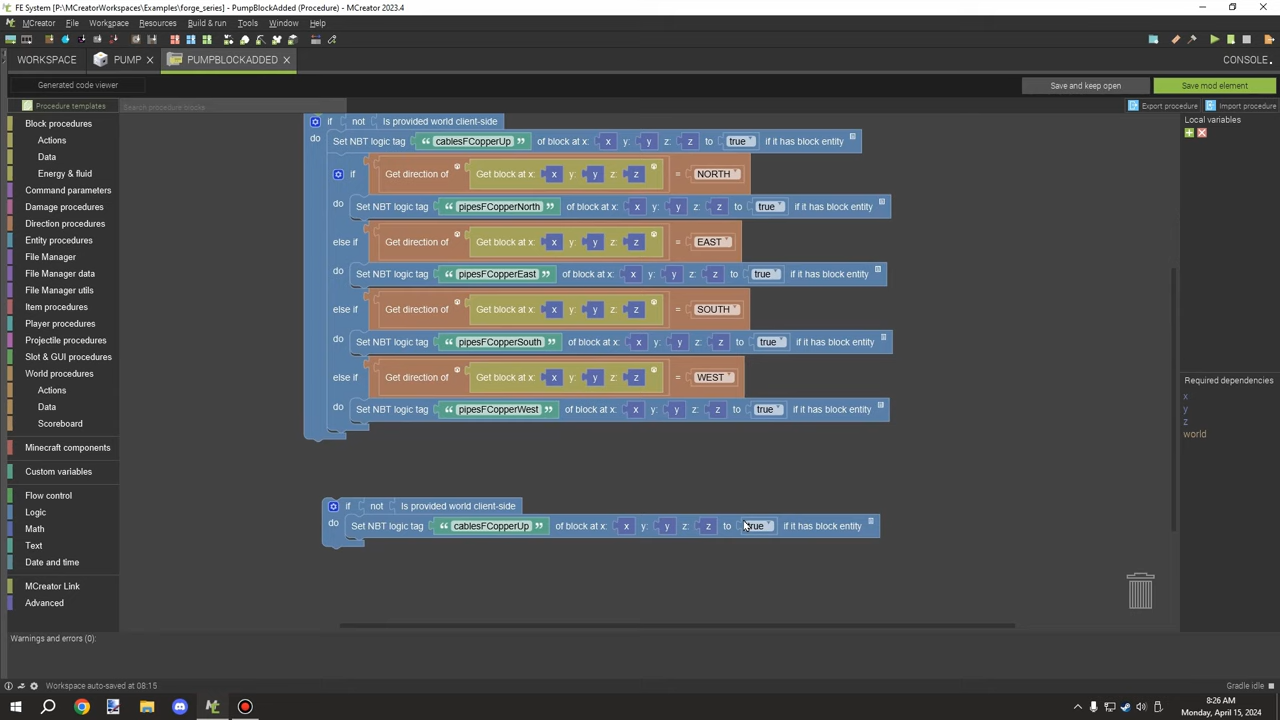 FE System [P:\MCreatorWorkspaces\Examples\forge_series] - PumpBlockAdded (Procedure) - MCreator 2023.4
MCreator File Workspace Resources Build & run Tools Window Help
WORKSPACE PUMP PUMPBLOCKADDED CONSOLE
Generated code viewer Save and keep open Save mod element
Procedure templates Search procedure blocks Export procedure Import procedure
Local variables
Block procedures
Actions
Data
Energy & fluid
Command parameters
Damage procedures
Direction procedures
Entity procedures
File Manager
File Manager data
File Manager utils
Item procedures
Player procedures
Projectile procedures
Slot & GUI procedures
World procedures
Actions
Data
Scoreboard
Minecraft components
Custom variables
Flow control
Logic
Math
Text
Date and time
MCreator Link
Advanced
if not Is provided world client-side
do Set NBT logic tag “ cablesFCopperUp ” of block at x: x y: y z: z to true if it has block entity
if Get direction of Get block at x: x y: y z: z = NORTH
do Set NBT logic tag “ pipesFCopperNorth ” of block at x: x y: y z: z to true if it has block entity
else if Get direction of Get block at x: x y: y z: z = EAST
do Set NBT logic tag “ pipesFCopperEast ” of block at x: x y: y z: z to true if it has block entity
else if Get direction of Get block at x: x y: y z: z = SOUTH
do Set NBT logic tag “ pipesFCopperSouth ” of block at x: x y: y z: z to true if it has block entity
else if Get direction of Get block at x: x y: y z: z = WEST
do Set NBT logic tag “ pipesFCopperWest ” of block at x: x y: y z: z to true if it has block entity
if not Is provided world client-side
do Set NBT logic tag “ cablesFCopperUp ” of block at x: x y: y z: z to true if it has block entity
Required dependencies
x
y
z
world
Warnings and errors (0):
Workspace auto-saved at 08:15 Gradle idle
8:26 AM
Monday, April 15, 2024